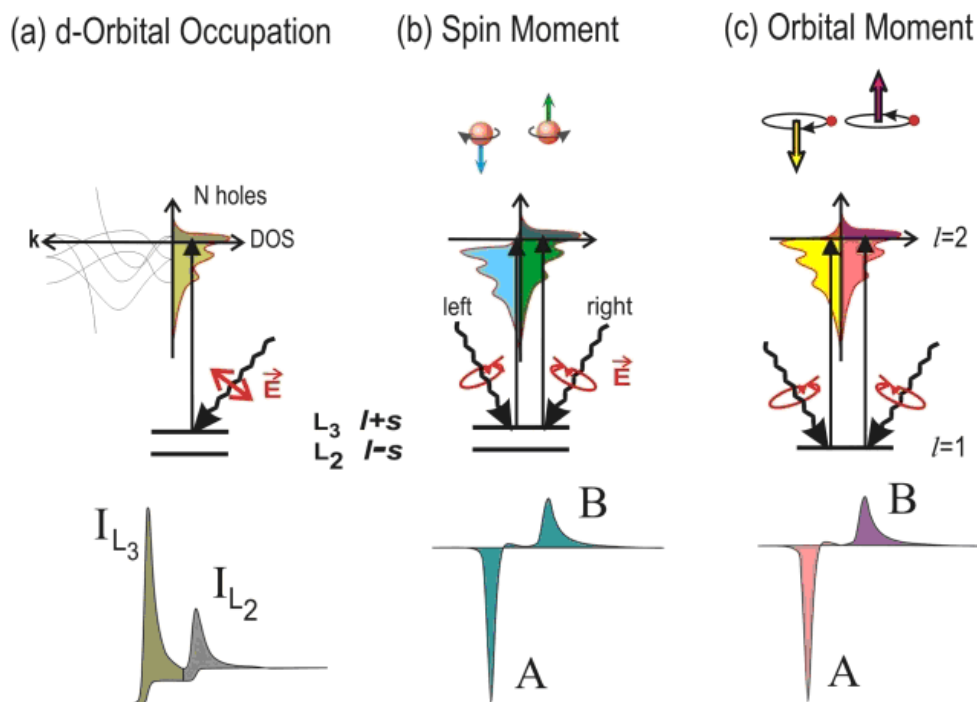 (a) d-Orbital Occupation
(b) Spin Moment
(c) Orbital Moment
N holes
k
DOS
E
L3 l+s
L2 l-s
left
right
E
l=2
l=1
IL3
IL2
B
A
B
A